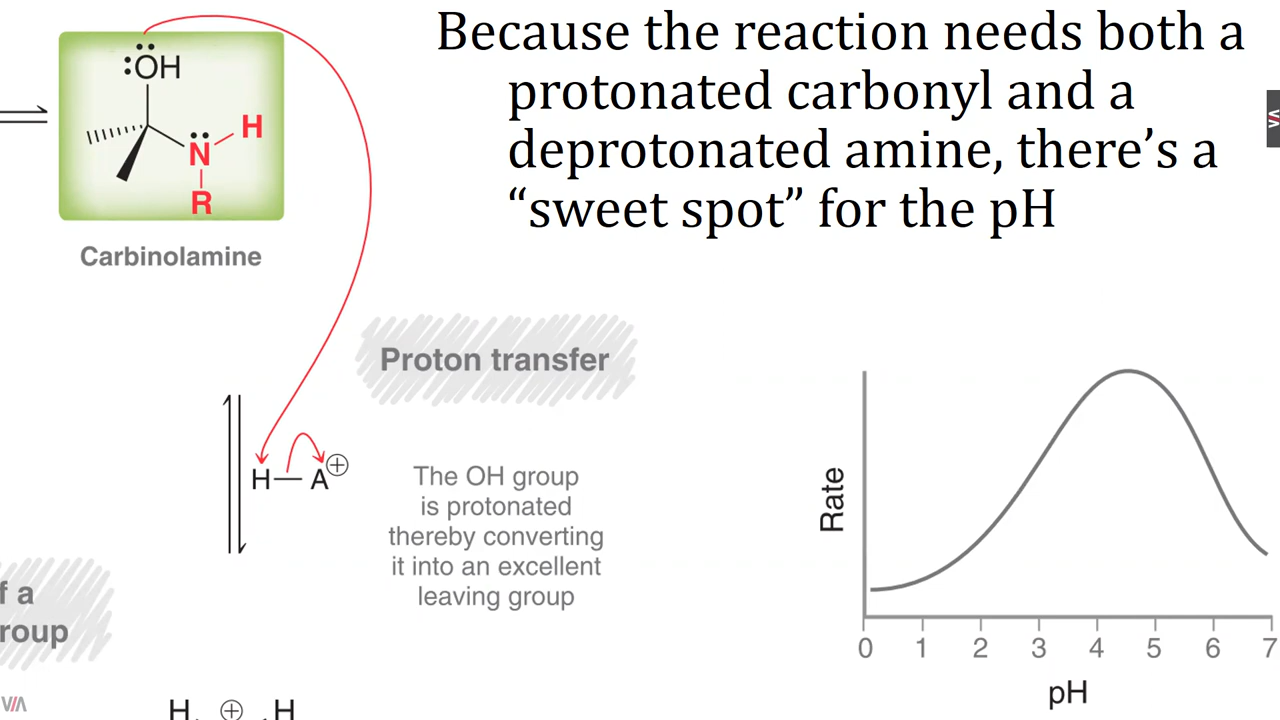 Because the reaction needs both a
protonated carbonyl and a
deprotonated amine, there’s a
“sweet spot” for the pH
:ÖH
N
H
R
Carbinolamine
Proton transfer
H—A⊕
The OH group
is protonated
thereby converting
it into an excellent
leaving group
f a
roup
H ⊕ H
Rate
0 1 2 3 4 5 6 7
pH